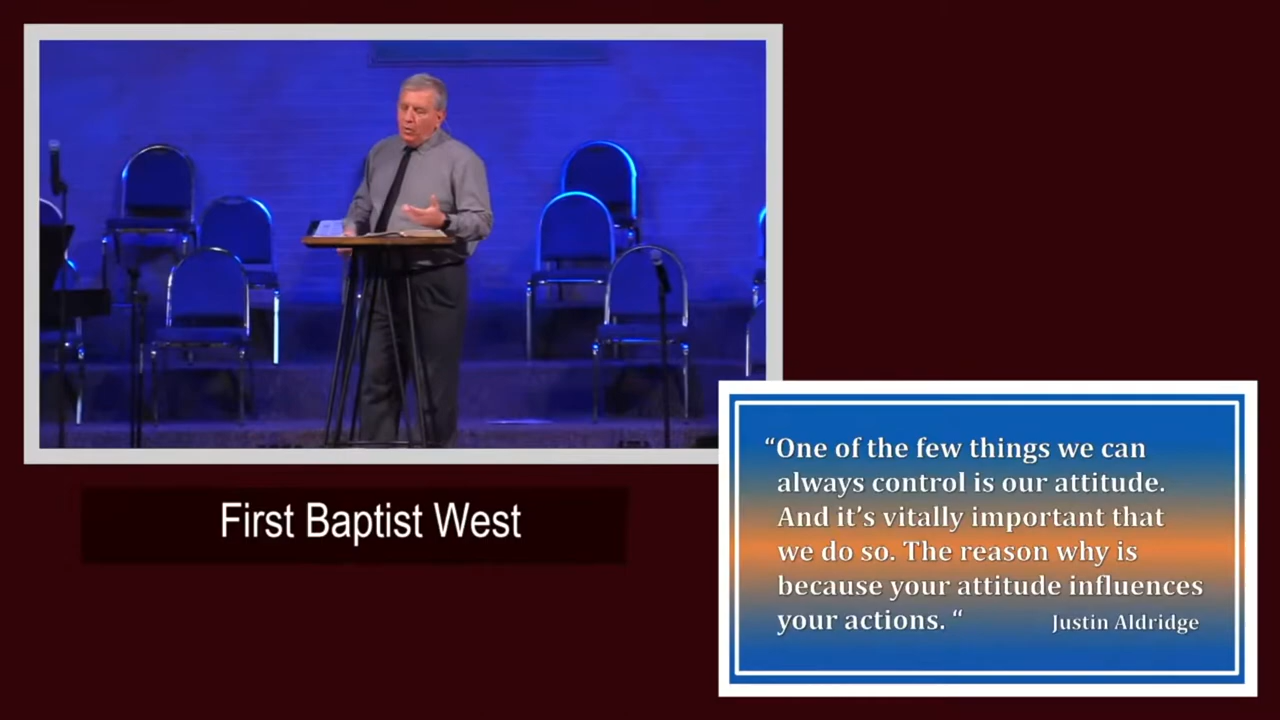 First Baptist West
“One of the few things we can
always control is our attitude.
And it’s vitally important that
we do so. The reason why is
because your attitude influences
your actions. “ Justin Aldridge